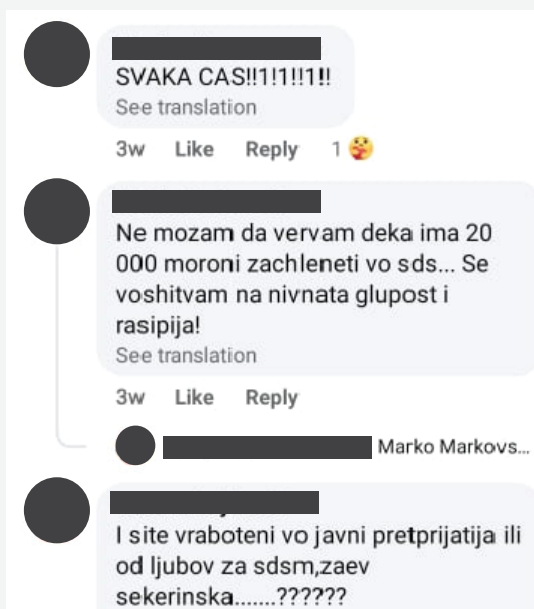 SVAKA CAS!!1!1!!1!!
See translation
3w Like Reply 1
Ne mozam da vervam deka ima 20
000 moroni zachleneti vo sds... Se
voshitvam na nivnata glupost i
rasipija!
See translation
3w Like Reply
Marko Markovs...
I site vraboteni vo javni pretprijatija ili
od ljubov za sdsm,zaev
sekerinska.......??????